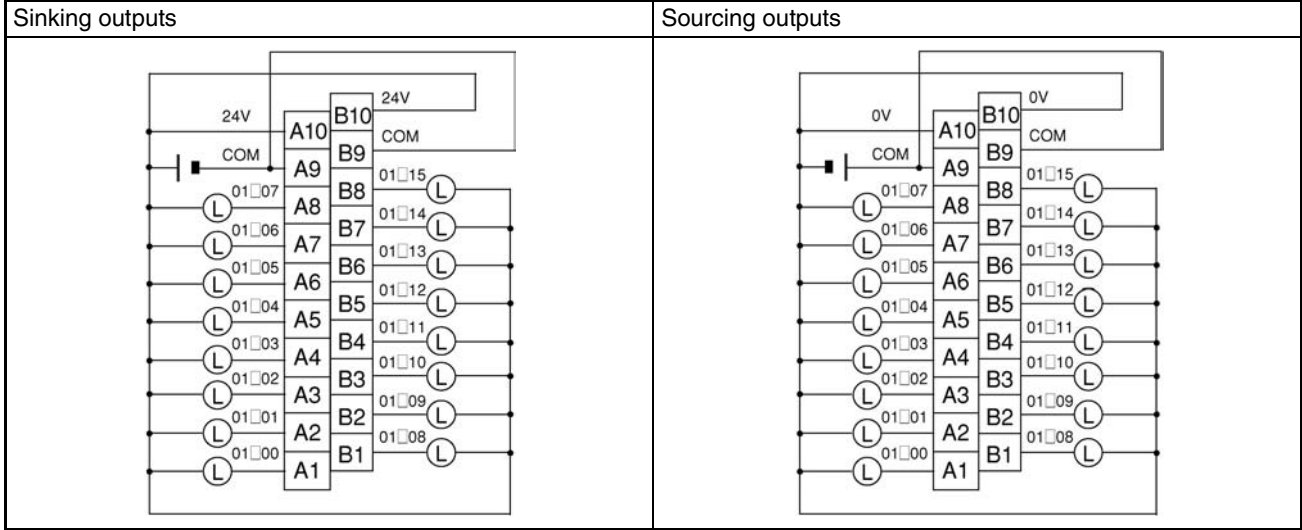 Sinking outputs
24V
24V
B10
A10
COM
COM
B9
A9
01□15
L
B8
01□07
L
A8
01□14
L
B7
01□06
L
A7
01□13
L
B6
01□05
L
A6
01□12
L
B5
01□04
L
A5
01□11
L
B4
01□03
L
A4
01□10
L
B3
01□02
L
A3
01□09
L
B2
01□01
L
A2
01□08
L
B1
01□00
L
A1
Sourcing outputs
0V
0V
B10
A10
COM
COM
B9
A9
01□15
L
B8
01□07
L
A8
01□14
L
B7
01□06
L
A7
01□13
L
B6
01□05
L
A6
01□12
L
B5
01□04
L
A5
01□11
L
B4
01□03
L
A4
01□10
L
B3
01□02
L
A3
01□09
L
B2
01□01
L
A2
01□08
L
B1
01□00
L
A1